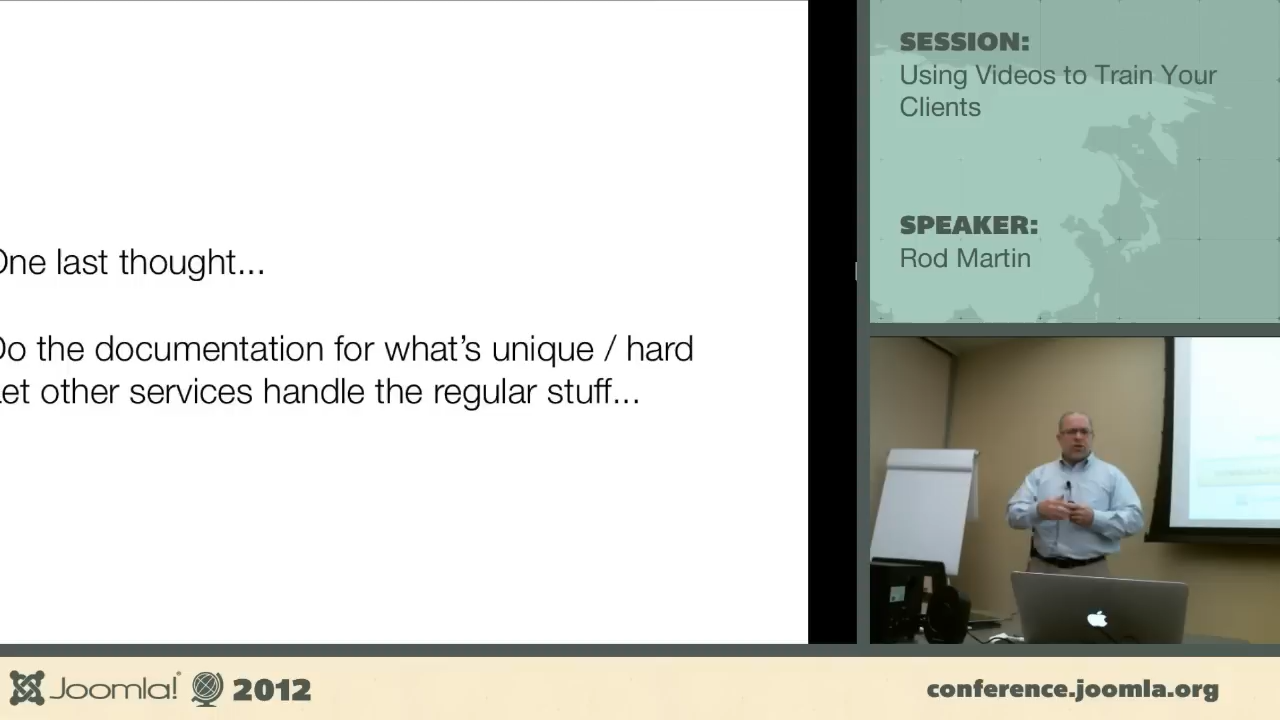 One last thought...
Do the documentation for what's unique / hard
Let other services handle the regular stuff...
SESSION:
Using Videos to Train Your
Clients
SPEAKER:
Rod Martin
Joomla! 2012
conference.joomla.org